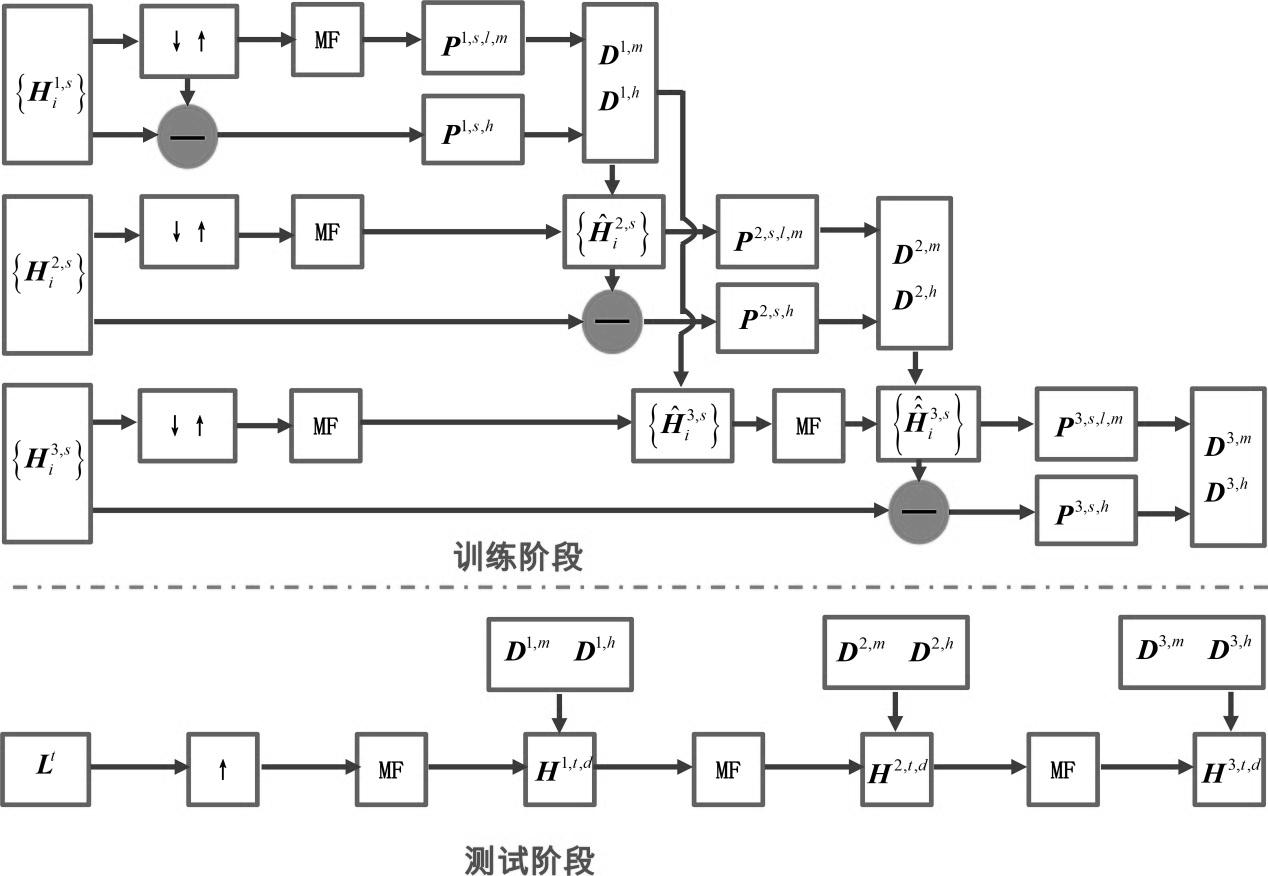 {H_i^{1,s}} ↓ ↑ MF P^{1,s,l,m} D^{1,m}
D^{1,h}
— P^{1,s,h}
{H_i^{2,s}} ↓ ↑ MF {Ĥ_i^{2,s}} P^{2,s,l,m} D^{2,m}
D^{2,h}
— P^{2,s,h}
{H_i^{3,s}} ↓ ↑ MF {Ĥ_i^{3,s}} MF {\hat{\hat{H}}_i^{3,s}} P^{3,s,l,m} D^{3,m}
D^{3,h}
— P^{3,s,h}
训练阶段
D^{1,m} D^{1,h} D^{2,m} D^{2,h} D^{3,m} D^{3,h}
L^t ↑ MF H^{1,t,d} MF H^{2,t,d} MF H^{3,t,d}
测试阶段